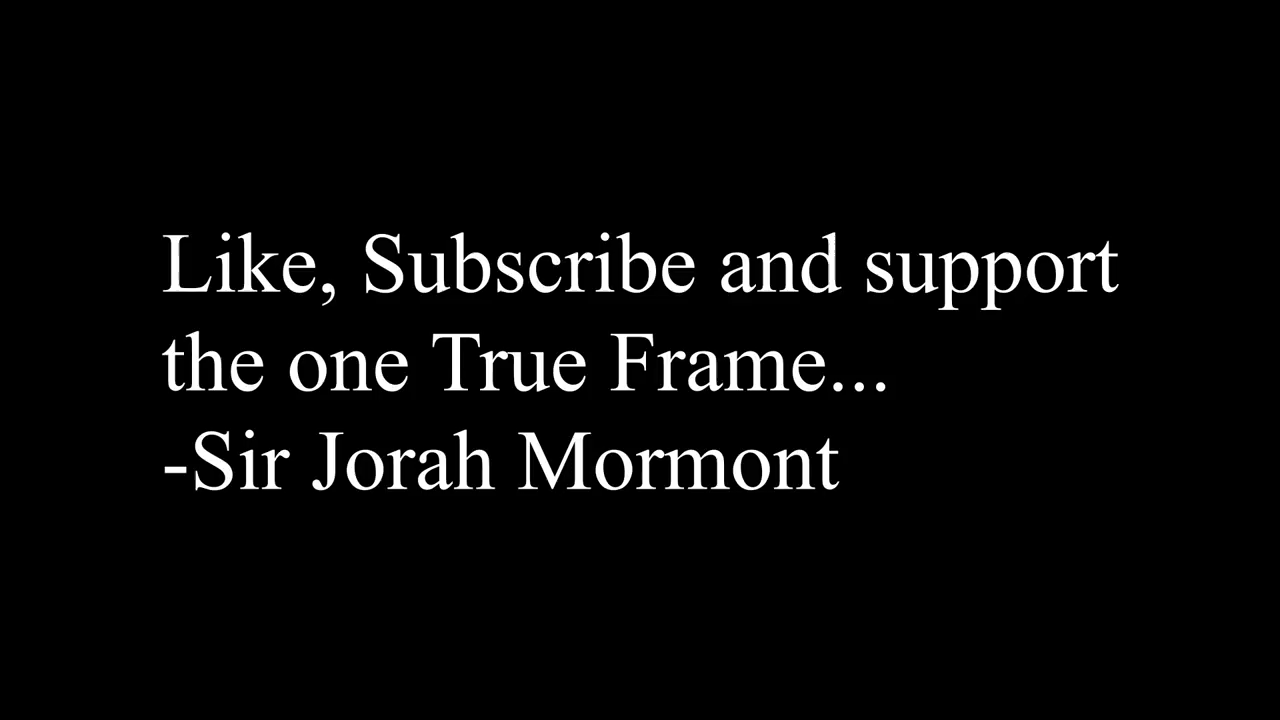 Like, Subscribe and support
the one True Frame...
-Sir Jorah Mormont